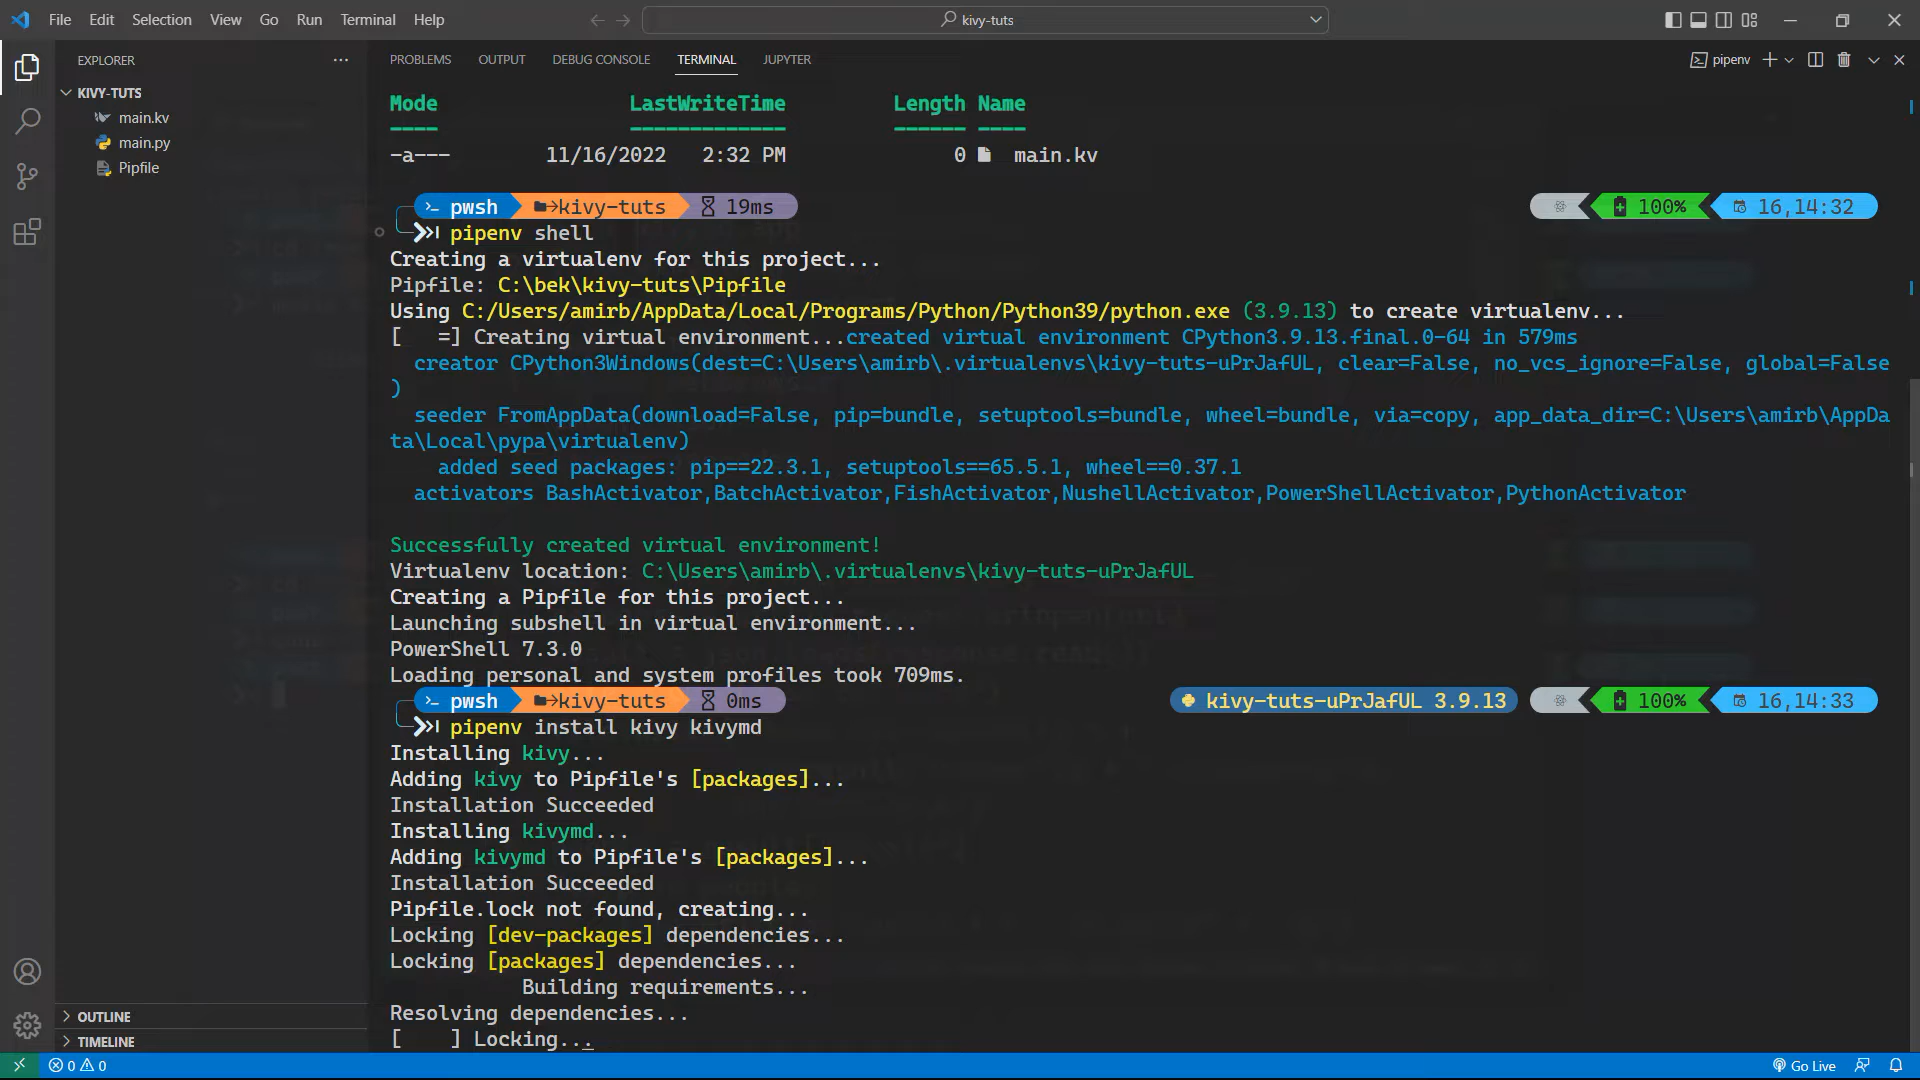 File Edit Selection View Go Run Terminal Help
kivy-tuts
EXPLORER
KIVY-TUTS
main.kv
main.py
Pipfile
OUTLINE
TIMELINE
PROBLEMS OUTPUT DEBUG CONSOLE TERMINAL JUPYTER
pipenv
Mode LastWriteTime Length Name
---- ------------- ------ ----
-a--- 11/16/2022 2:32 PM 0 main.kv
pwsh kivy-tuts 19ms 100% 16,14:32
pipenv shell
Creating a virtualenv for this project...
Pipfile: C:\bek\kivy-tuts\Pipfile
Using C:/Users/amirb/AppData/Local/Programs/Python/Python39/python.exe (3.9.13) to create virtualenv...
[   =] Creating virtual environment...created virtual environment CPython3.9.13.final.0-64 in 579ms
creator CPython3Windows(dest=C:\Users\amirb\.virtualenvs\kivy-tuts-uPrJafUL, clear=False, no_vcs_ignore=False, global=False
)
seeder FromAppData(download=False, pip=bundle, setuptools=bundle, wheel=bundle, via=copy, app_data_dir=C:\Users\amirb\AppDa
ta\Local\pypa\virtualenv)
added seed packages: pip==22.3.1, setuptools==65.5.1, wheel==0.37.1
activators BashActivator,BatchActivator,FishActivator,NushellActivator,PowerShellActivator,PythonActivator
Successfully created virtual environment!
Virtualenv location: C:\Users\amirb\.virtualenvs\kivy-tuts-uPrJafUL
Creating a Pipfile for this project...
Launching subshell in virtual environment...
PowerShell 7.3.0
Loading personal and system profiles took 709ms.
pwsh kivy-tuts 0ms kivy-tuts-uPrJafUL 3.9.13 100% 16,14:33
pipenv install kivy kivymd
Installing kivy...
Adding kivy to Pipfile's [packages]...
Installation Succeeded
Installing kivymd...
Adding kivymd to Pipfile's [packages]...
Installation Succeeded
Pipfile.lock not found, creating...
Locking [dev-packages] dependencies...
Locking [packages] dependencies...
Building requirements...
Resolving dependencies...
[    ] Locking..._
0 0 Go Live